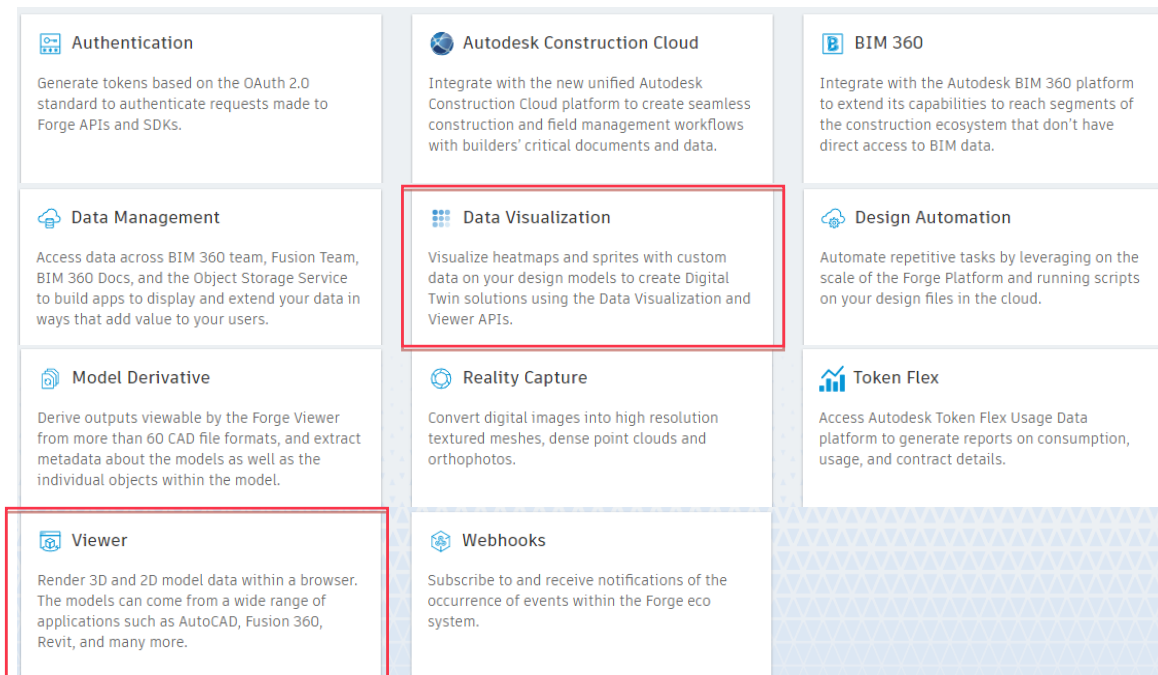 Authentication
Generate tokens based on the OAuth 2.0
standard to authenticate requests made to
Forge APIs and SDKs.
Autodesk Construction Cloud
Integrate with the new unified Autodesk
Construction Cloud platform to create seamless
construction and field management workflows
with builders' critical documents and data.
B BIM 360
Integrate with the Autodesk BIM 360 platform
to extend its capabilities to reach segments of
the construction ecosystem that don't have
direct access to BIM data.
Data Management
Access data across BIM 360 team, Fusion Team,
BIM 360 Docs, and the Object Storage Service
to build apps to display and extend your data in
ways that add value to your users.
Data Visualization
Visualize heatmaps and sprites with custom
data on your design models to create Digital
Twin solutions using the Data Visualization and
Viewer APIs.
Design Automation
Automate repetitive tasks by leveraging on the
scale of the Forge Platform and running scripts
on your design files in the cloud.
Model Derivative
Derive outputs viewable by the Forge Viewer
from more than 60 CAD file formats, and extract
metadata about the models as well as the
individual objects within the model.
Reality Capture
Convert digital images into high resolution
textured meshes, dense point clouds and
orthophotos.
Token Flex
Access Autodesk Token Flex Usage Data
platform to generate reports on consumption,
usage, and contract details.
Viewer
Render 3D and 2D model data within a browser.
The models can come from a wide range of
applications such as AutoCAD, Fusion 360,
Revit, and many more.
Webhooks
Subscribe to and receive notifications of the
occurrence of events within the Forge eco
system.